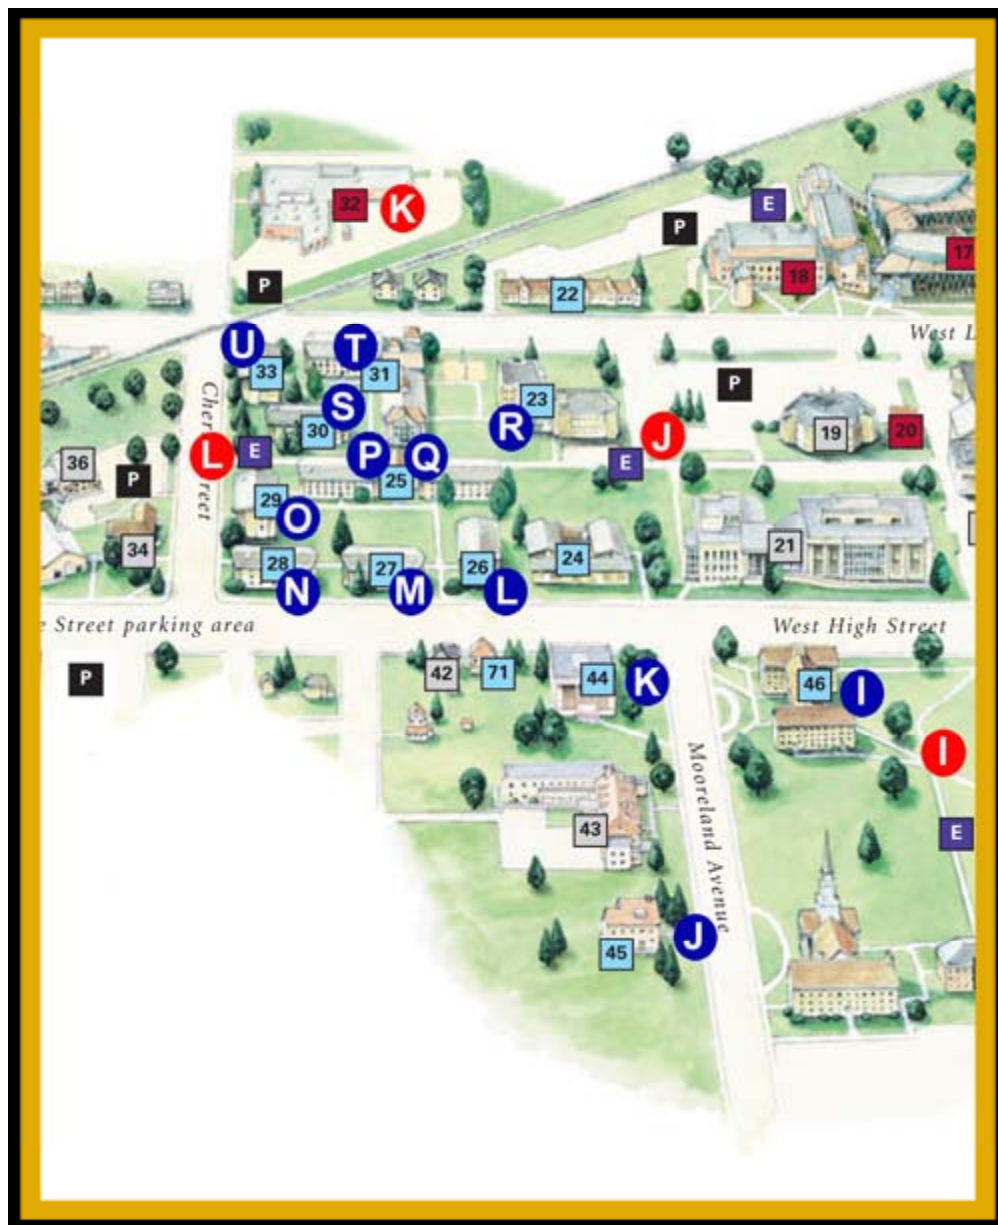 32
K
E
P
17
18
P
22
West L
U
T
33
31
P
S
23
30
R
J
19
20
L
E
P
Q
E
36
P
25
29
O
Street
34
21
28
27
26
24
N
M
L
e Street parking area
West High Street
P
42
71
44
K
46
I
I
Mooreland Avenue
43
E
45
J